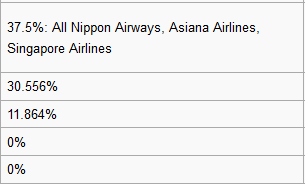 37.5%: All Nippon Airways, Asiana Airlines,
Singapore Airlines
30.556%
11.864%
0%
0%